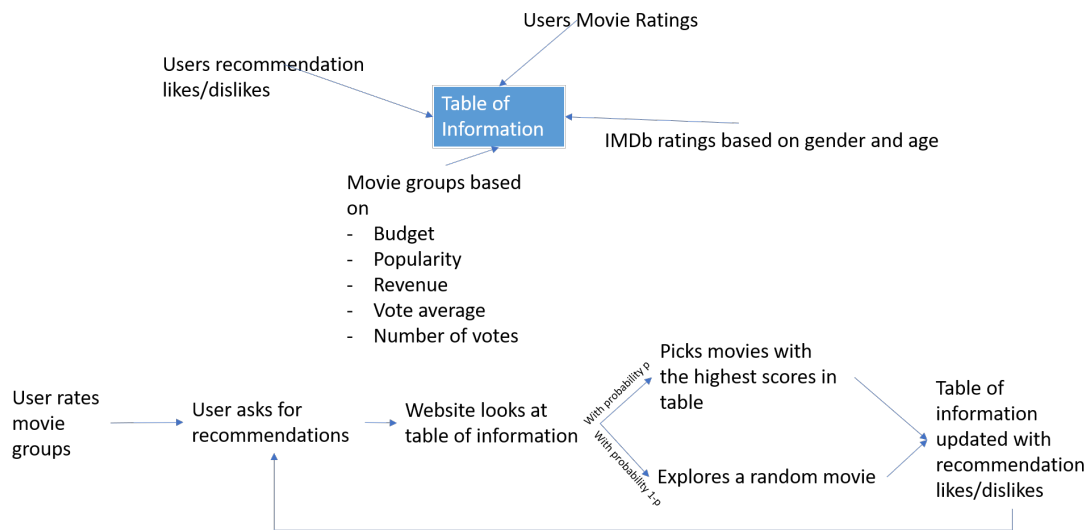 Users Movie Ratings
Users recommendation
likes/dislikes
Table of
Information
IMDb ratings based on gender and age
Movie groups based
on
- Budget
- Popularity
- Revenue
- Vote average
- Number of votes
User rates
movie
groups
User asks for
recommendations
Website looks at
table of information
With probability p
With probability 1-p
Picks movies with
the highest scores in
table
Explores a random movie
Table of
information
updated with
recommendation
likes/dislikes